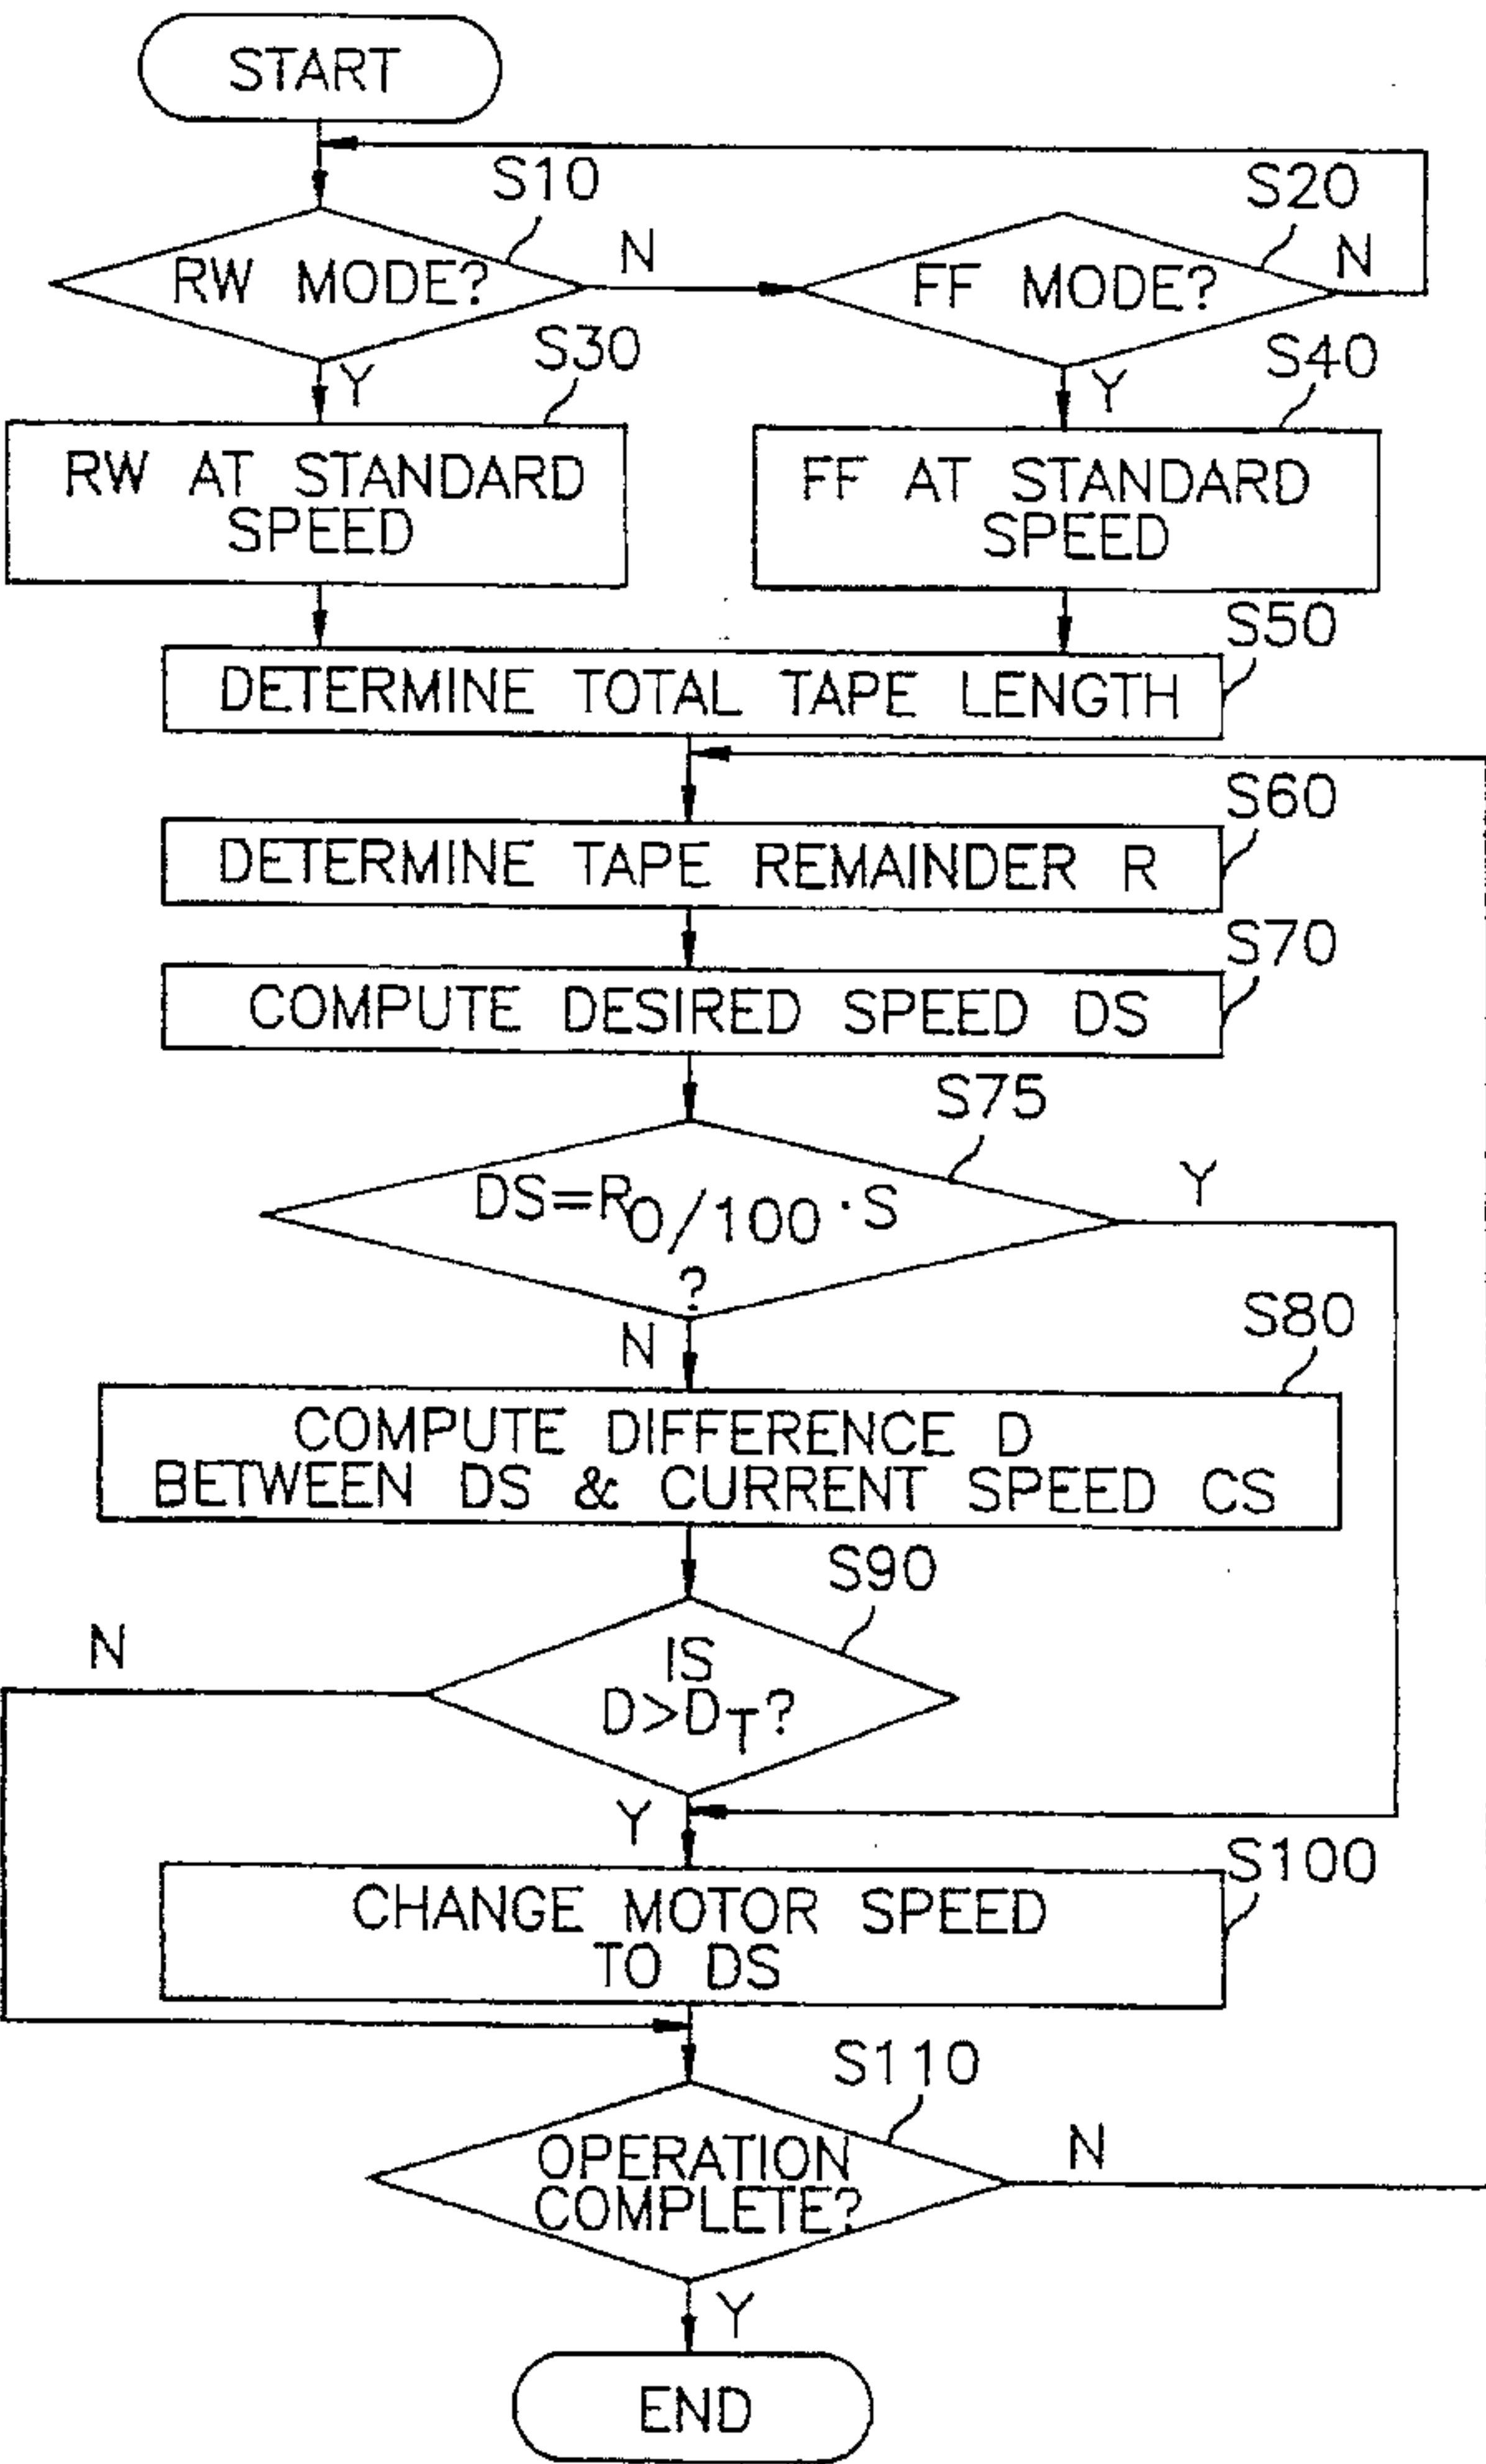 START
S10
S20
RW MODE?
N
FF MODE?
N
Y
S30
Y
S40
RW AT STANDARD
SPEED
FF AT STANDARD
SPEED
S50
DETERMINE TOTAL TAPE LENGTH
S60
DETERMINE TAPE REMAINDER R
S70
COMPUTE DESIRED SPEED DS
S75
DS=RO/100·S
?
Y
N
S80
COMPUTE DIFFERENCE D
BETWEEN DS & CURRENT SPEED CS
S90
IS
D>DT?
N
Y
S100
CHANGE MOTOR SPEED
TO DS
S110
OPERATION
COMPLETE?
N
Y
END